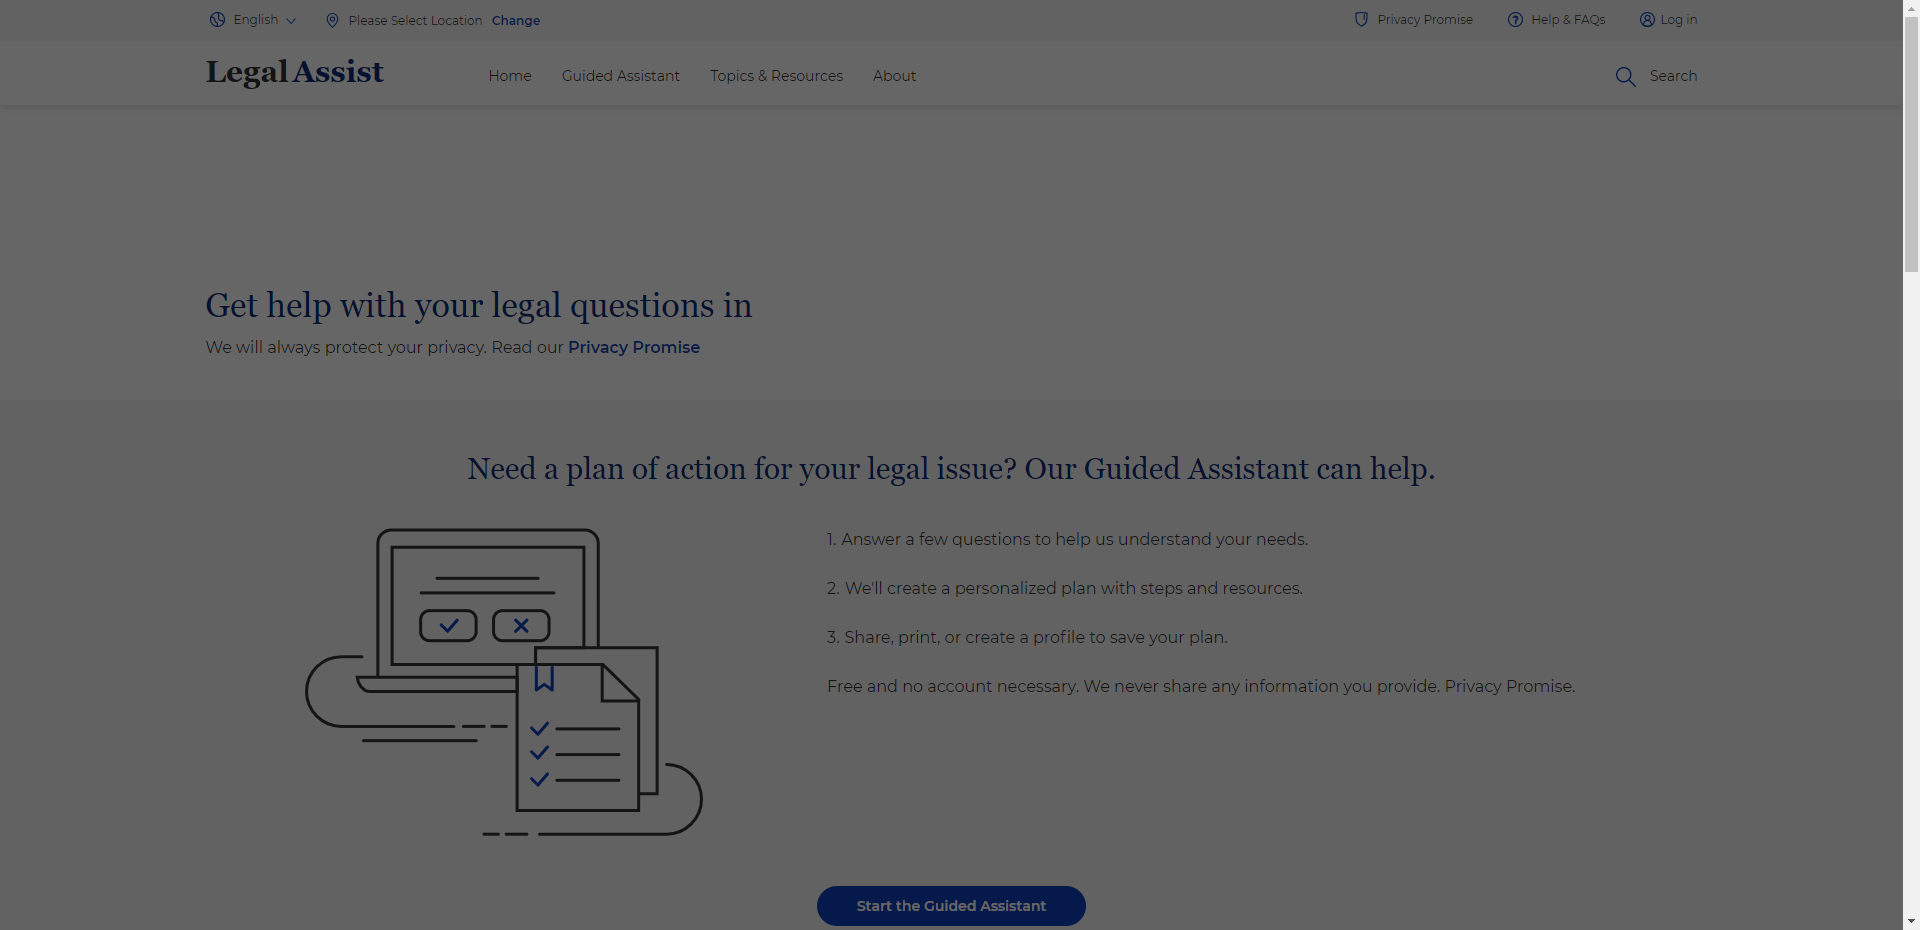 English
Please Select Location Change
Privacy Promise
Help & FAQs
Log in
Legal Assist
Home
Guided Assistant
Topics & Resources
About
Search
Get help with your legal questions in
We will always protect your privacy. Read our Privacy Promise
Need a plan of action for your legal issue? Our Guided Assistant can help.
1. Answer a few questions to help us understand your needs.
2. We'll create a personalized plan with steps and resources.
3. Share, print, or create a profile to save your plan.
Free and no account necessary. We never share any information you provide. Privacy Promise.
Start the Guided Assistant